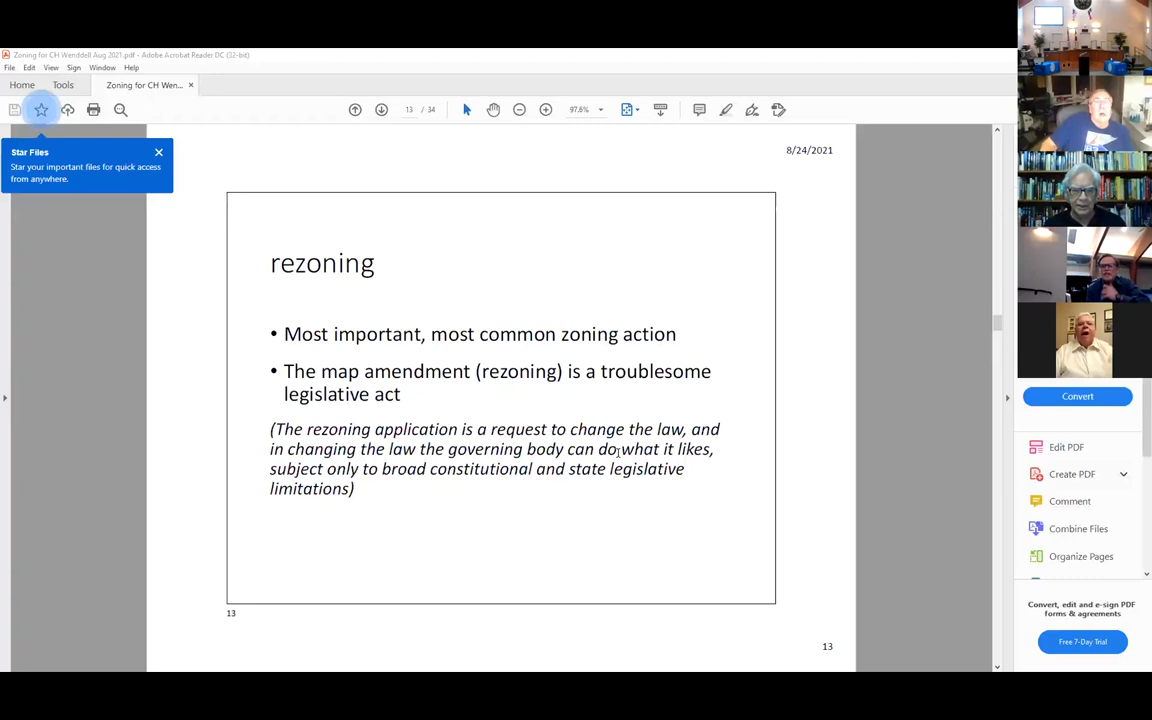 Zoning for CH Wenddell Aug 2021.pdf - Adobe Acrobat Reader DC (32-bit)
File Edit View Sign Window Help
Home Tools Zoning for CH Wen... ×
13 / 34 97.6%
Star Files
Star your important files for quick access
from anywhere.
8/24/2021
rezoning
• Most important, most common zoning action
• The map amendment (rezoning) is a troublesome
legislative act
(The rezoning application is a request to change the law, and
in changing the law the governing body can do what it likes,
subject only to broad constitutional and state legislative
limitations)
13
13
Convert
Edit PDF
Create PDF
Comment
Combine Files
Organize Pages
Convert, edit and e-sign PDF
forms & agreements
Free 7-Day Trial